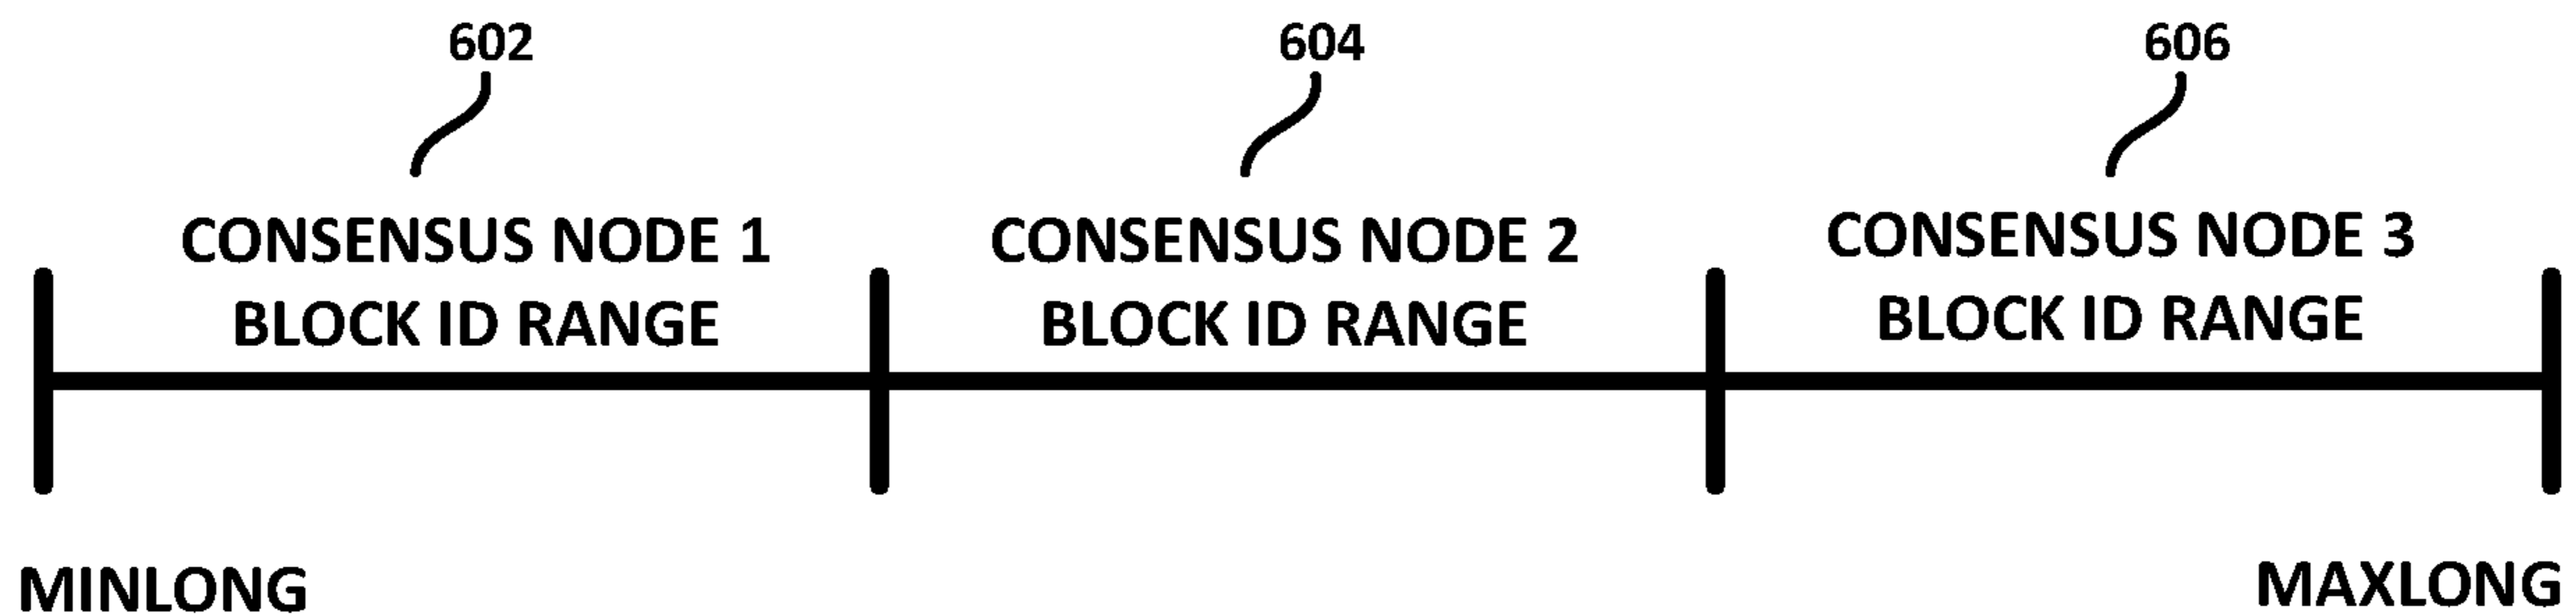 602
604
606
CONSENSUS NODE 1
BLOCK ID RANGE
CONSENSUS NODE 2
BLOCK ID RANGE
CONSENSUS NODE 3
BLOCK ID RANGE
MINLONG
MAXLONG